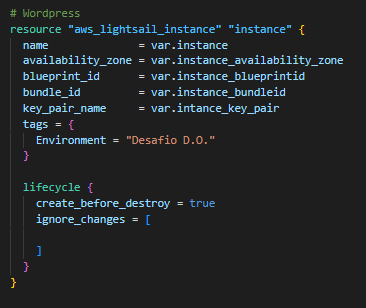 # Wordpress
resource "aws_lightsail_instance" "instance" {
  name              = var.instance
  availability_zone = var.instance_availability_zone
  blueprint_id      = var.instance_blueprintid
  bundle_id         = var.instance_bundleid
  key_pair_name     = var.intance_key_pair
  tags = {
    Environment = "Desafio D.O."
  }
  lifecycle {
    create_before_destroy = true
    ignore_changes = [
    ]
  }
}